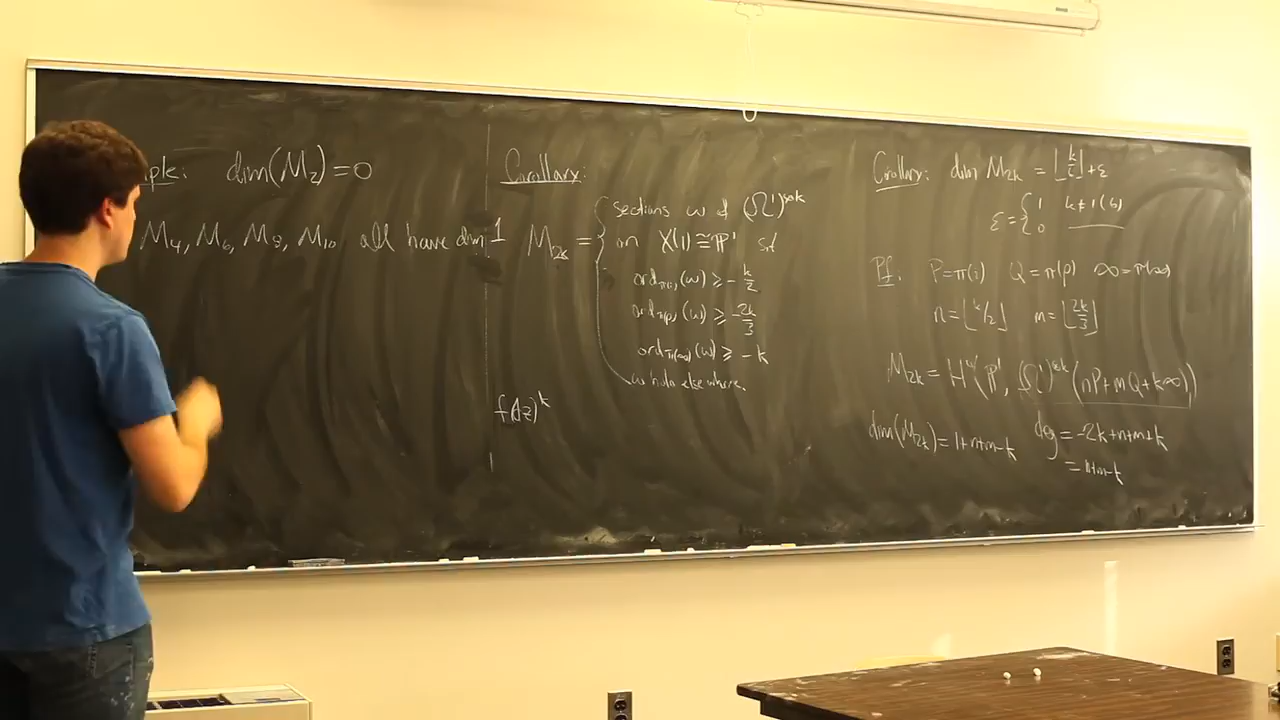 ple: dim(M₂)=0
M₄, M₆, M₈, M₁₀ all have dim 1
Corollary:
M₂ₖ = { sections ω of (Ω¹)^⊗k
on X(1)≅ℙ¹ st
ord_π(i)(ω) ≥ -k/2
ord_π(ρ)(ω) ≥ -2k/3
ord_π(∞)(ω) ≥ -k
ω holo elsewhere.
f(dz)^k
Corollary: dim M₂ₖ = ⌊k/6⌋+ε
ε = { 1 k≢1(6)
0
Pf: P=π(i) Q=π(ρ) ∞=π(∞)
n=⌊k/2⌋ m=⌊2k/3⌋
M₂ₖ = H⁰(ℙ¹, (Ω¹)^⊗k (nP+mQ+k∞))
dim(M₂ₖ)=1+n+m-k deg = -2k+n+m+k
= n+m-k